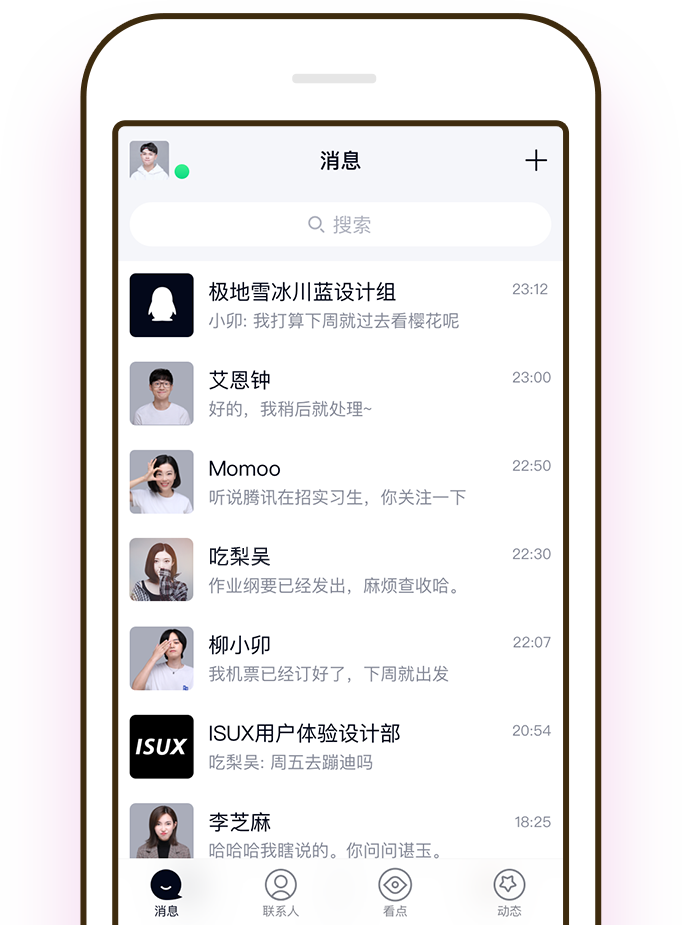 消息
搜索
极地雪冰川蓝设计组
23:12
小卯: 我打算下周就过去看樱花呢
艾恩钟
23:00
好的，我稍后就处理~
Momoo
22:50
听说腾讯在招实习生，你关注一下
吃梨吴
22:30
作业纲要已经发出，麻烦查收哈。
柳小卯
22:07
我机票已经订好了，下周就出发
ISUX
ISUX用户体验设计部
20:54
吃梨吴: 周五去蹦迪吗
李芝麻
18:25
哈哈哈我瞎说的。你问问谌玉。
消息
联系人
看点
动态